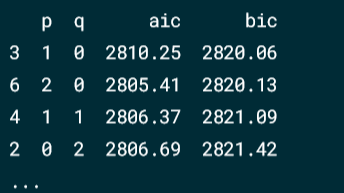 p q aic bic
3 1 0 2810.25 2820.06
6 2 0 2805.41 2820.13
4 1 1 2806.37 2821.09
2 0 2 2806.69 2821.42
...